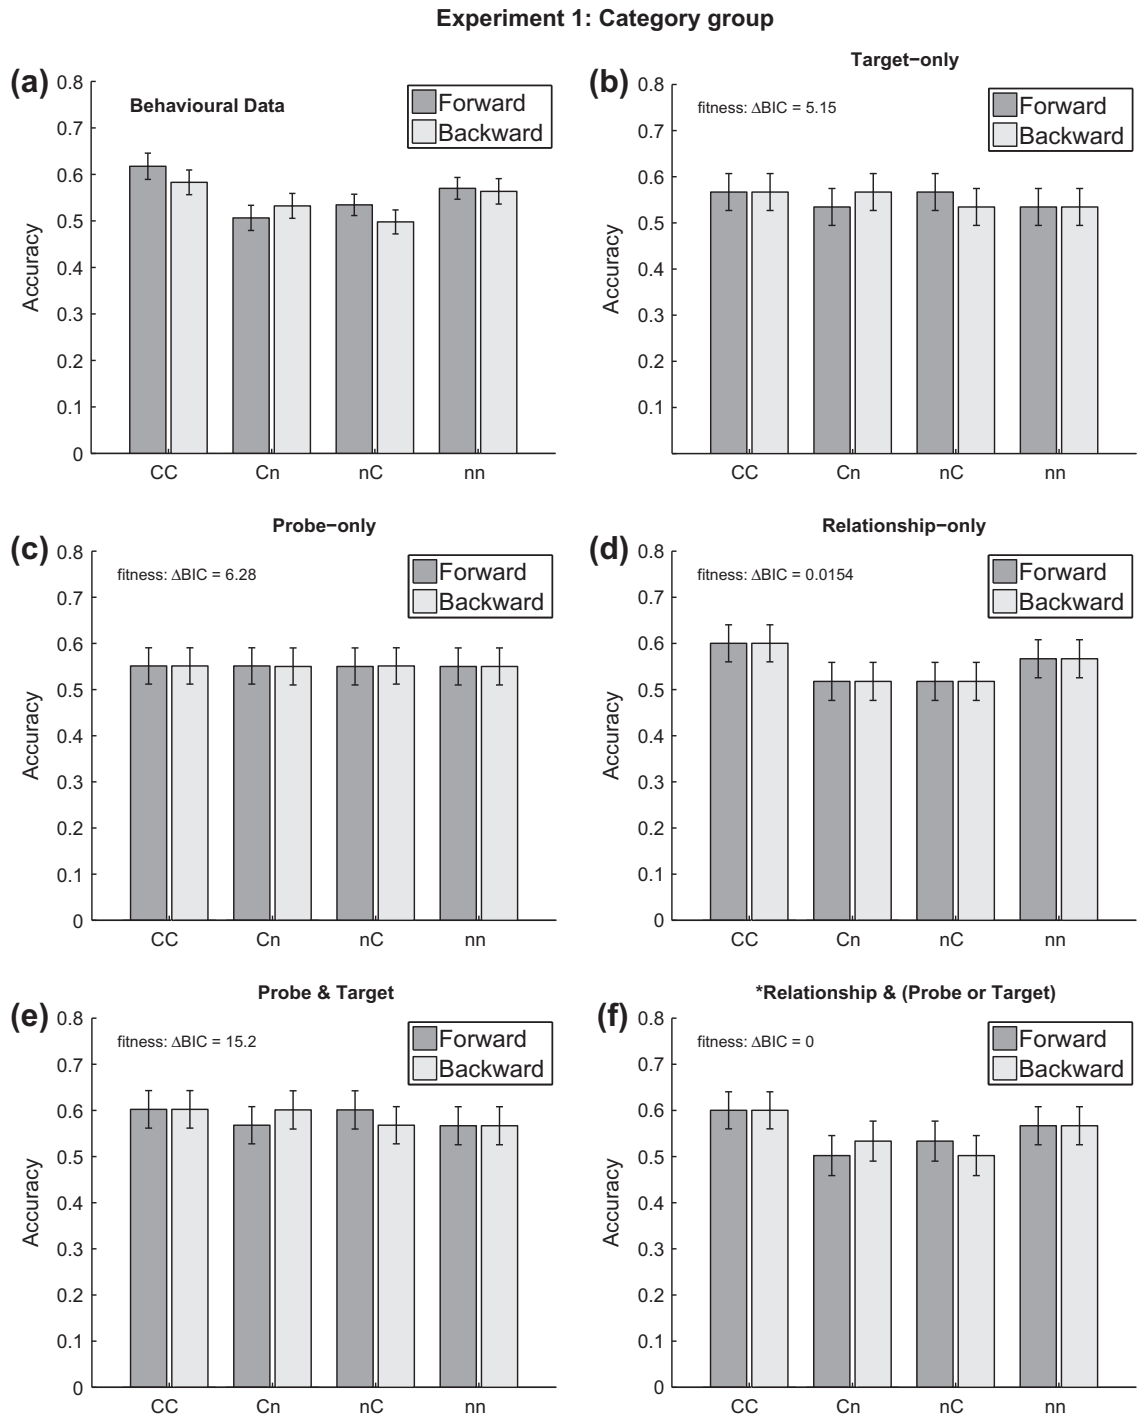 Experiment 1: Category group
(a)
Behavioural Data
Forward
Backward
Accuracy
0.8
0.7
0.6
0.5
0.4
0.3
0.2
0.1
0
CC Cn nC nn
(b)
Target−only
fitness: ΔBIC = 5.15
Forward
Backward
Accuracy
0.8
0.7
0.6
0.5
0.4
0.3
0.2
0.1
CC Cn nC nn
(c)
Probe−only
fitness: ΔBIC = 6.28
Forward
Backward
Accuracy
0.8
0.7
0.6
0.5
0.4
0.3
0.2
0.1
0
CC Cn nC nn
(d)
Relationship−only
fitness: ΔBIC = 0.0154
Forward
Backward
Accuracy
0.8
0.7
0.6
0.5
0.4
0.3
0.2
0.1
0
CC Cn nC nn
(e)
Probe & Target
fitness: ΔBIC = 15.2
Forward
Backward
Accuracy
0.8
0.7
0.6
0.5
0.4
0.3
0.2
0.1
0
CC Cn nC nn
(f)
*Relationship & (Probe or Target)
fitness: ΔBIC = 0
Forward
Backward
Accuracy
0.8
0.7
0.6
0.5
0.4
0.3
0.2
0.1
0
CC Cn nC nn